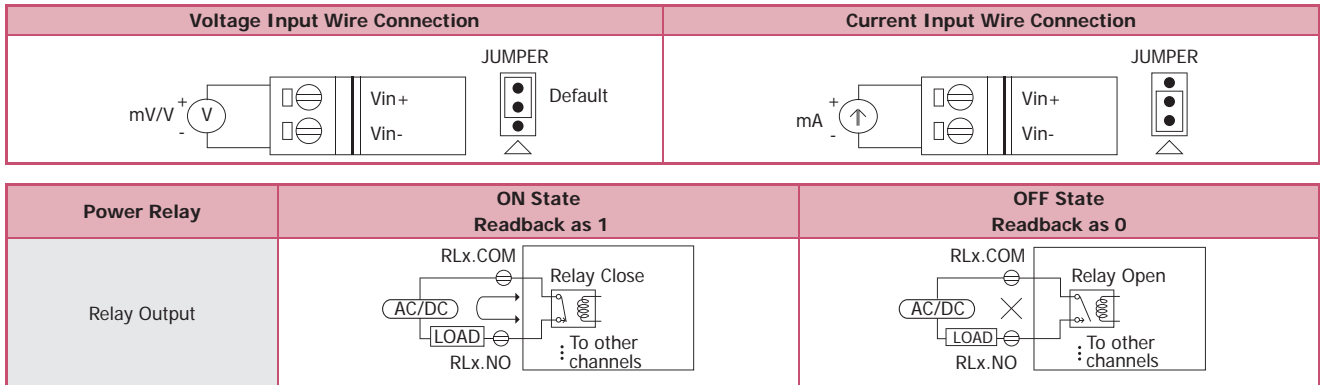 Voltage Input Wire Connection
Current Input Wire Connection
JUMPER
mV/V
+
V
-
Vin+
Vin-
Default
JUMPER
mA
+
-
Vin+
Vin-
Power Relay
ON State
Readback as 1
OFF State
Readback as 0
Relay Output
RLx.COM
Relay Close
AC/DC
LOAD
RLx.NO
To other
channels
RLx.COM
Relay Open
AC/DC
LOAD
RLx.NO
To other
channels